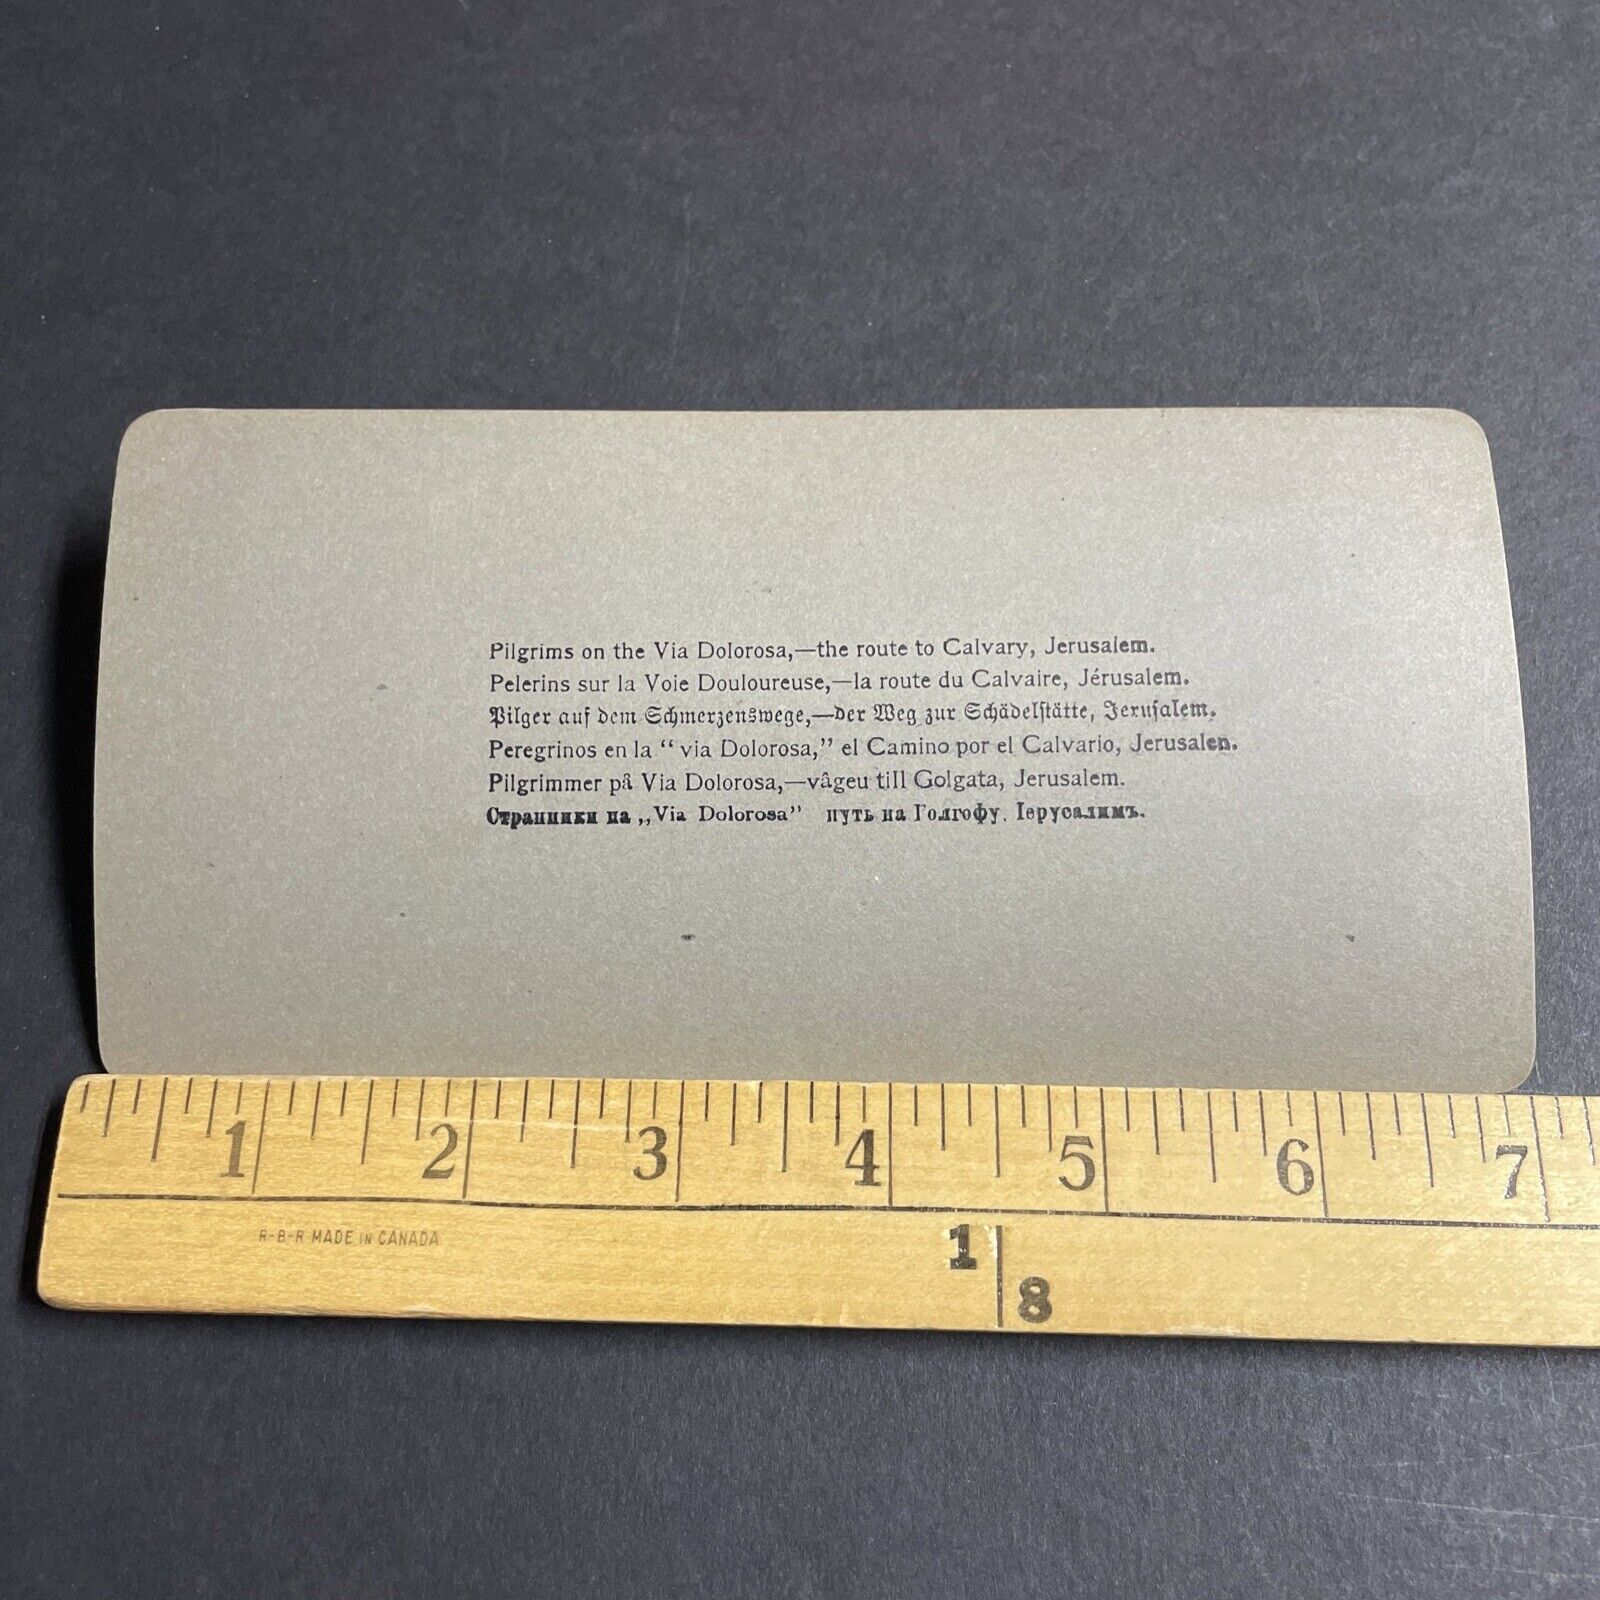 Pilgrims on the Via Dolorosa,—the route to Calvary, Jerusalem.
Pelerins sur la Voie Douloureuse,—la route du Calvaire, Jérusalem.
Pilger auf dem Schmerzenswege,—der Weg zur Schädelstätte, Jerusalem.
Peregrinos en la “ via Dolorosa,” el Camino por el Calvario, Jerusalen.
Pilgrimmer på Via Dolorosa,—vâgeu till Golgata, Jerusalem.
Странники на „Via Dolorosa” путь на Голгофу. Іерусалимъ.
1 2 3 4 5 6 7
R-B-R MADE IN CANADA
1 8